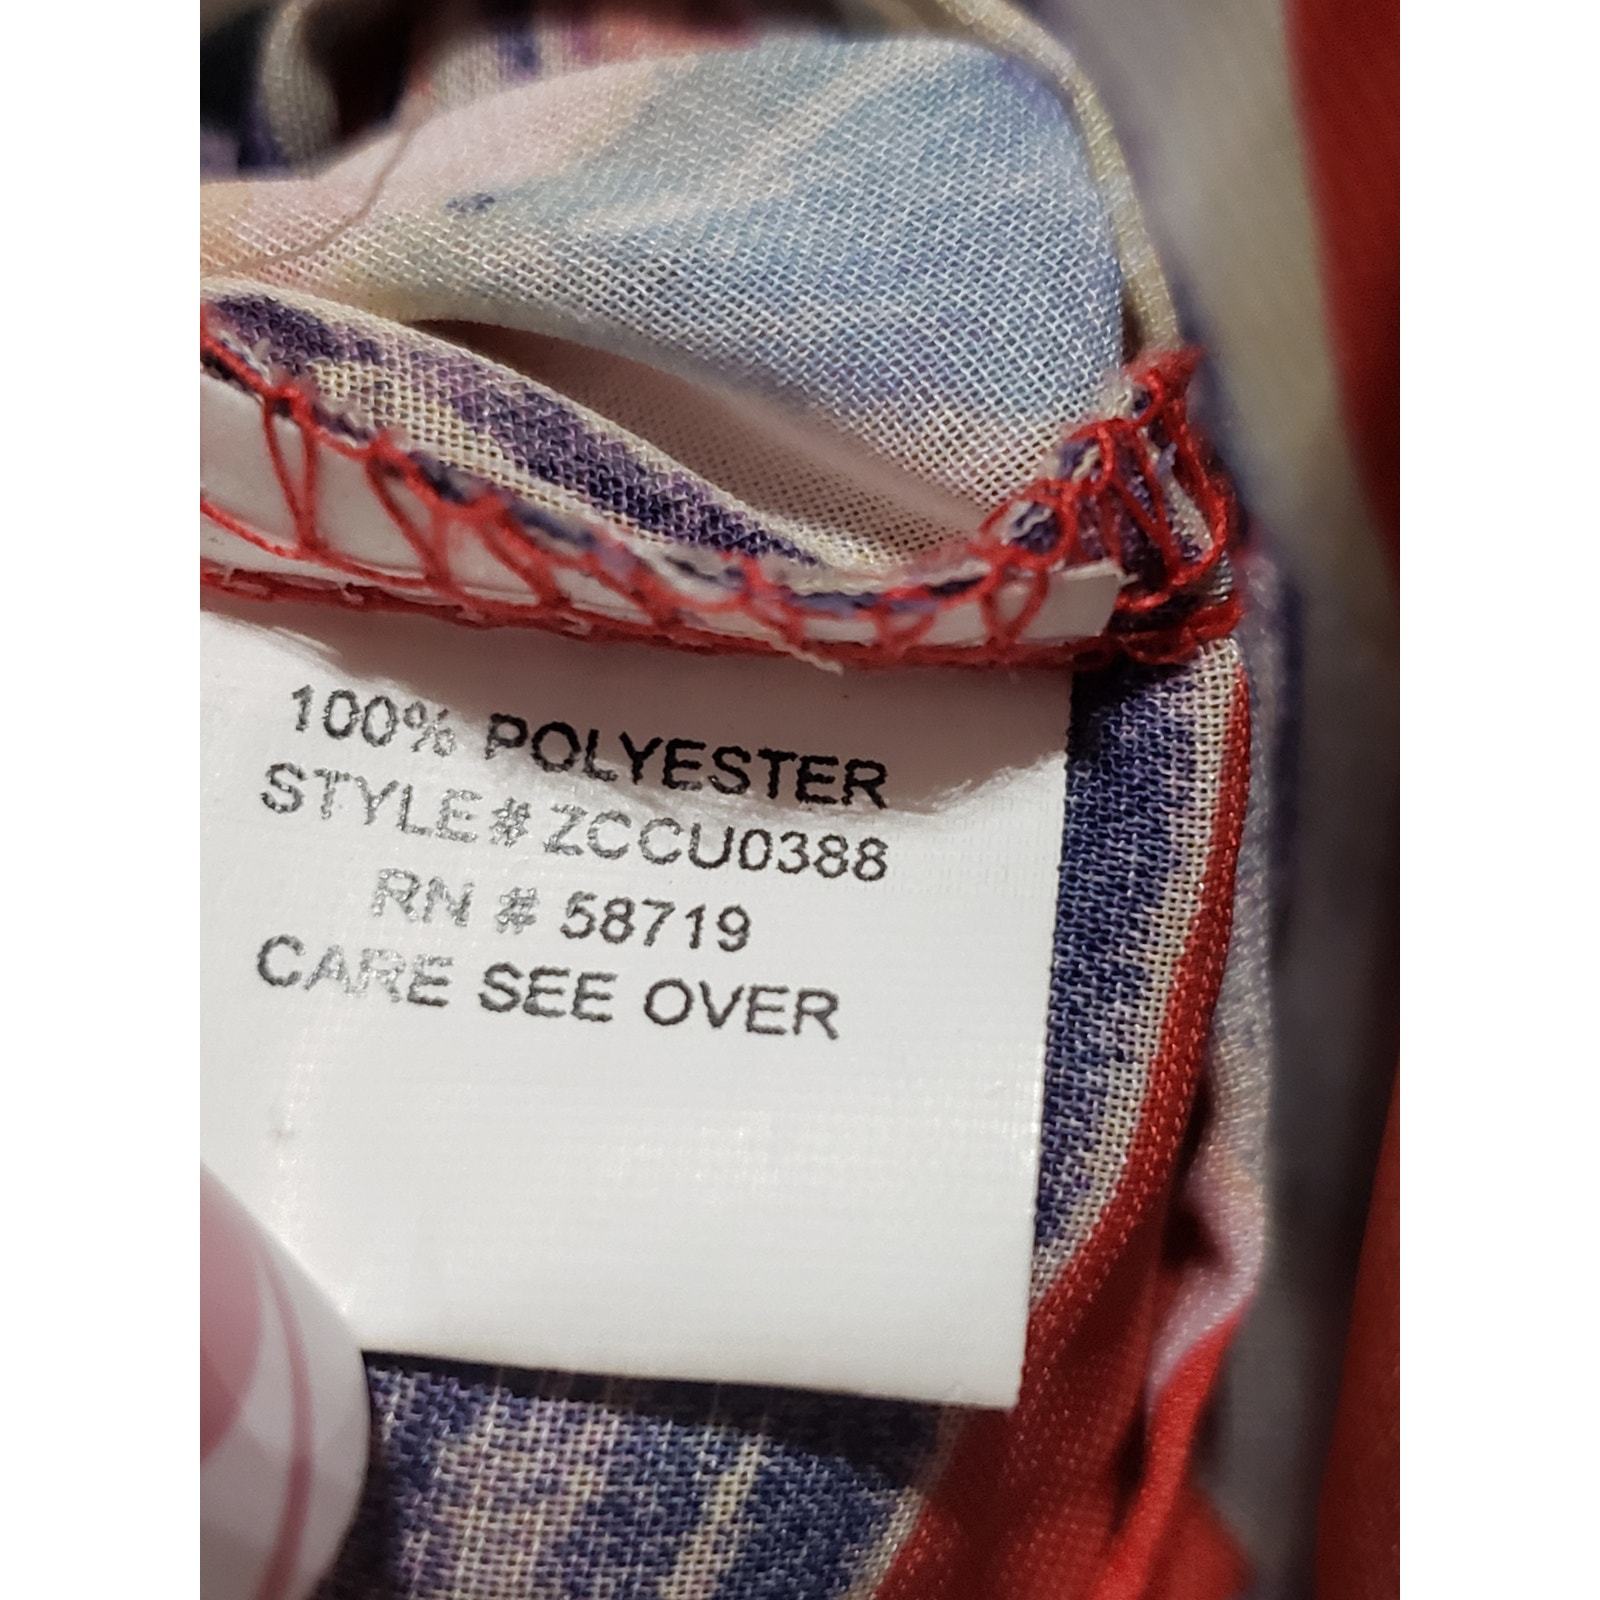 100% POLYESTER
STYLE# ZCCU0388
RN # 58719
CARE SEE OVER